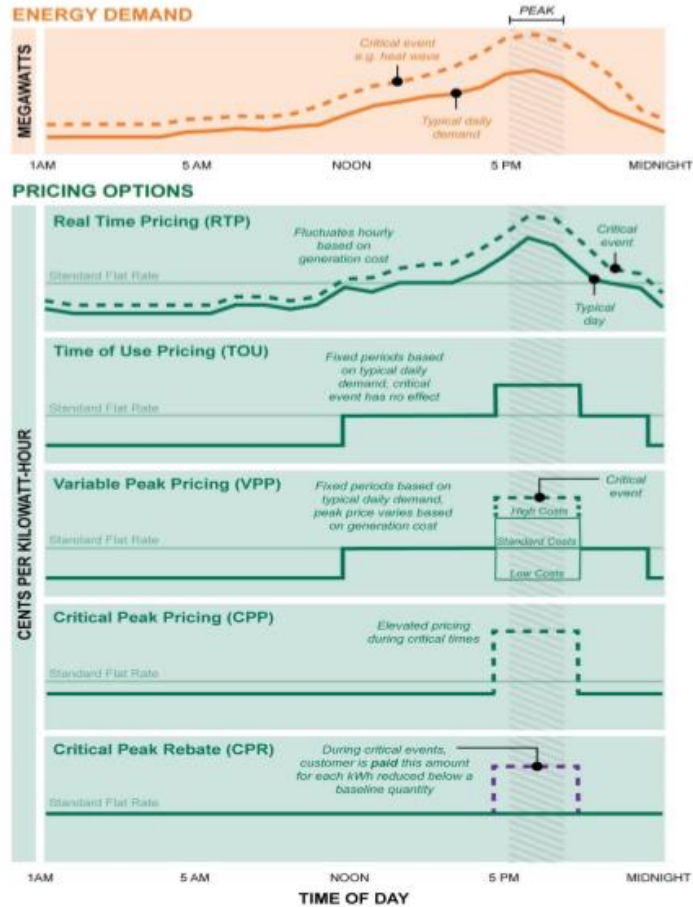 ENERGY DEMAND
PEAK
MEGAWATTS
Critical event
e.g. heat wave
Typical daily
demand
1AM
5 AM
NOON
5 PM
MIDNIGHT
PRICING OPTIONS
CENTS PER KILOWATT-HOUR
Real Time Pricing (RTP)
Fluctuates hourly
based on
generation cost
Critical
event
Standard Flat Rate
Typical
day
Time of Use Pricing (TOU)
Fixed periods based
on typical daily
demand, critical
event has no effect
Standard Flat Rate
Variable Peak Pricing (VPP)
Fixed periods based on
typical daily demand,
peak price varies based
on generation cost
Critical
event
High Costs
Standard Flat Rate
Standard Costs
Low Costs
Critical Peak Pricing (CPP)
Elevated pricing
during critical times
Standard Flat Rate
Critical Peak Rebate (CPR)
During critical events,
customer is paid this amount
for each kWh reduced below a
baseline quantity
Standard Flat Rate
1AM
5 AM
NOON
5 PM
MIDNIGHT
TIME OF DAY